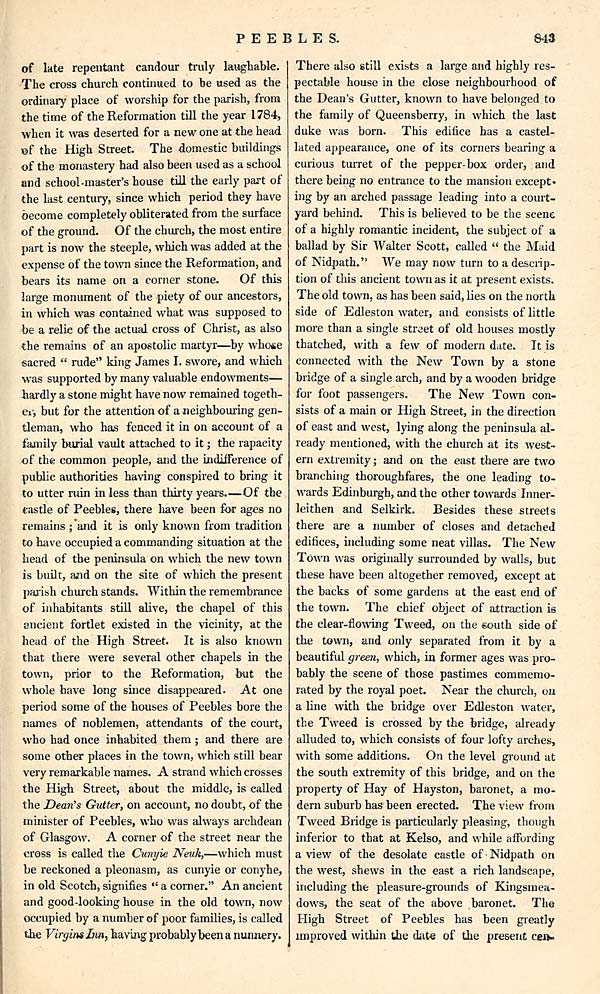 PEEBLES.
843
of late repentant candour truly laughable.
The cross church continued to be used as the
ordinary place of worship for the parish, from
the time of the Reformation till the year 1784,
when it was deserted for a new one at the head
of the High Street. The domestic buildings
of the monastery had also been used as a school
and school-master's house till the early part of
the last century, since which period they have
become completely obliterated from the surface
of the ground. Of the church, the most entire
part is now the steeple, which was added at the
expense of the town since the Reformation, and
bears its name on a corner stone. Of this
large monument of the piety of our ancestors,
in which was contained what was supposed to
be a relic of the actual cross of Christ, as also
the remains of an apostolic martyr—by whose
sacred “ rude” king James I. swore, and which
was supported by many valuable endowments—
hardly a stone might have now remained togeth-
er, but for the attention of a neighbouring gen-
tleman, who has fenced it in on account of a
family burial vault attached to it; the rapacity
of the common people, and the indifference of
public authorities having conspired to bring it
to utter ruin in less than thirty years.—Of the
castle of Peebles, there have been for ages no
remains; and it is only known from tradition
to have occupied a commanding situation at the
head of the peninsula on which the new town
is built, and on the site of which the present
parish church stands. Within the remembrance
of inhabitants still alive, the chapel of this
ancient fortlet existed in the vicinity, at the
head of the High Street. It is also known
that there were several other chapels in the
town, prior to the Reformation, but the
whole have long since disappeared. At one
period some of the houses of Peebles bore the
names of noblemen, attendants of the court,
who had once inhabited them; and there are
some other places in the town, which still bear
very remarkable names. A strand which crosses
the High Street, about the middle, is called
the Dean's Gutter, on account, no doubt, of the
minister of Peebles, who was always archdean
of Glasgow. A corner of the street near the
cross is called the Cunyie Neuk,—which must
be reckoned a pleonasm, as cunyie or conyhe,
in old Scotch, signifies “ a corner.” An ancient
and good-looking house in the old town, now
occupied by a number of poor families, is called
the Virgins Inn, having probably been a nunnery.
There also still exists a large and highly res-
pectable house in the close neighbourhood of
the Dean's Gutter, known to have belonged to
the family of Queensberry, in which the last
duke was born. This edifice has a castel-
lated appearance, one of its corners bearing a
curious turret of the pepper-box order, and
there being no entrance to the mansion except-
ing by an arched passage leading into a court-
yard behind. This is believed to be the scene
of a highly romantic incident, the subject of a
ballad by Sir Walter Scott, called “ the Maid
of Nidpath.” We may now turn to a descrip-
tion of this ancient town as it at present exists.
The old town, as has been said, lies on the north
side of Edleston water, and consists of little
more than a single street of old houses mostly
thatched, with a few of modern date. It is
connected with the New Town by a stone
bridge of a single arch, and by a wooden bridge
for foot passengers. The New Town con-
sists of a main or High Street, in the direction
of east and west, lying along the peninsula al-
ready mentioned, with the church at its west-
ern extremity; and on the east there are two
branching thoroughfares, the one leading to-
wards Edinburgh, and the other towards Inner-
leithen and Selkirk. Besides these streets
there are a number of closes and detached
edifices, including some neat villas. The New
Town was originally surrounded by walls, but
these have been altogether removed, except at
the backs of some gardens at the east end of
the town. The chief object of attraction is
the clear-flowing Tweed, on the south side of
the town, and only separated from it by a
beautiful green, which, in former ages was pro-
bably the scene of those pastimes commemo-
rated by the royal poet. Near the church, on
a line with the bridge over Edleston water,
the Tweed is crossed by the bridge, already
alluded to, which consists of four lofty arches,
with some additions. On the level ground at
the south extremity of this bridge, and on the
property of Hay of Hayston, baronet, a mo-
dern suburb has been erected. The view from
Tweed Bridge is particularly pleasing, though
inferior to that at Kelso, and while affording
a view of the desolate castle of Nidpath on
the west, shews in the east a rich landscape,
including the pleasure-grounds of Kingsmea-
dows, the seat of the above baronet. The
High Street of Peebles has been greatly
improved within the date of the present cen-